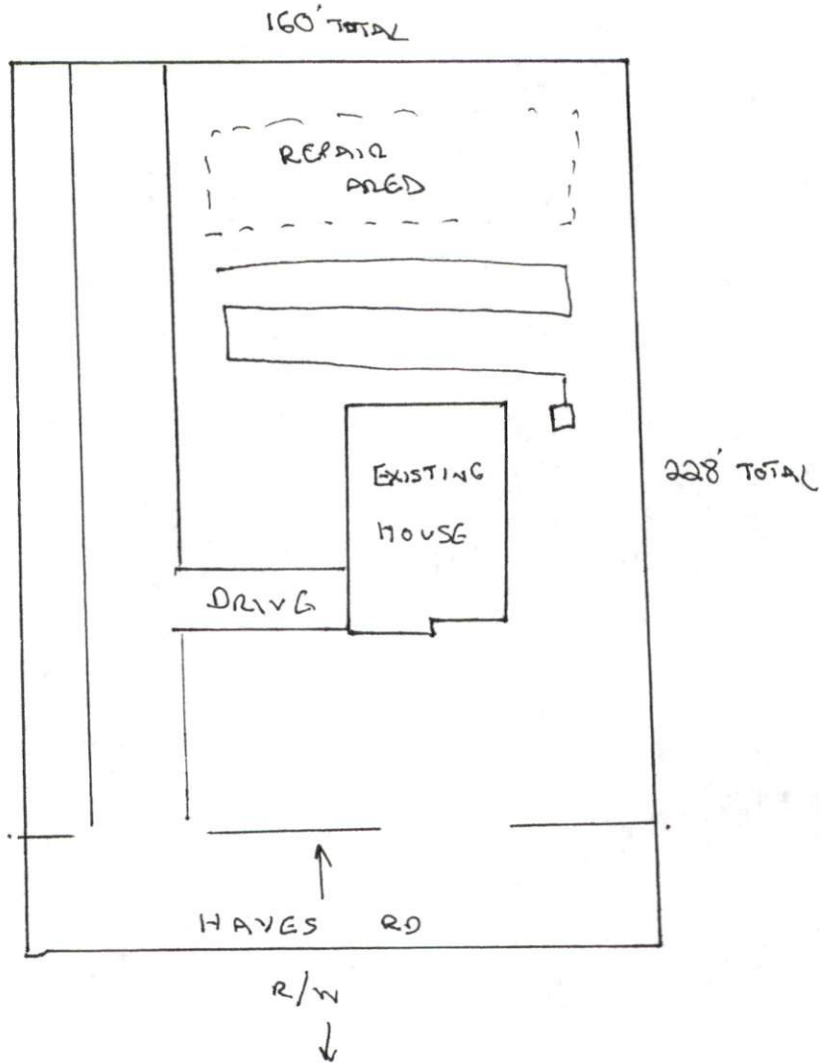 160' TOTAL
REPAIR
AREA
EXISTING
HOUSE
228' TOTAL
DRIVE
HAYES RD
R/W